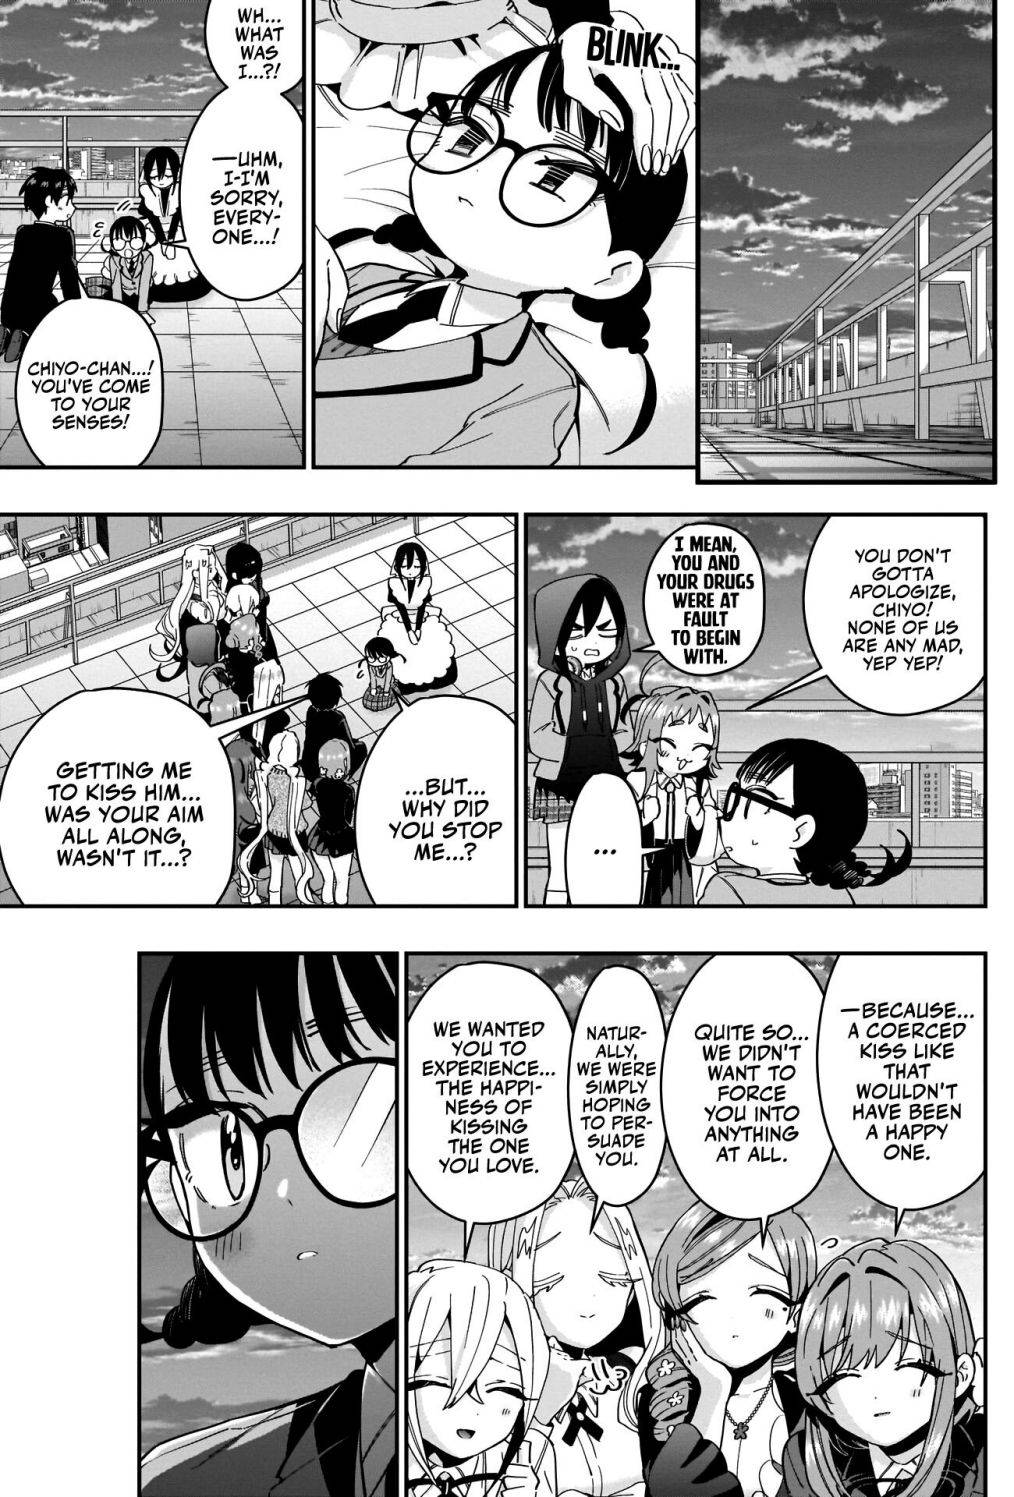 BLINK...
WH...
WHAT
WAS
I...?!
—UHM,
I-I'M
SORRY,
EVERY-
ONE...!
CHIYO-CHAN...!
YOU'VE COME
TO YOUR
SENSES!
YOU DON'T
GOTTA
APOLOGIZE,
CHIYO!
NONE OF US
ARE ANY MAD,
YEP YEP!
I MEAN,
YOU AND
YOUR DRUGS
WERE AT
FAULT
TO BEGIN
WITH.
...
...BUT...
WHY DID
YOU STOP
ME...?
GETTING ME
TO KISS HIM...
WAS YOUR AIM
ALL ALONG,
WASN'T IT...?
—BECAUSE...
A COERCED
KISS LIKE
THAT
WOULDN'T
HAVE BEEN
A HAPPY
ONE.
QUITE SO...
WE DIDN'T
WANT TO
FORCE
YOU INTO
ANYTHING
AT ALL.
NATUR-
ALLY,
WE WERE
SIMPLY
HOPING
TO PER-
SUADE
YOU.
WE WANTED
YOU TO
EXPERIENCE...
THE HAPPI-
NESS OF
KISSING
THE ONE
YOU LOVE.